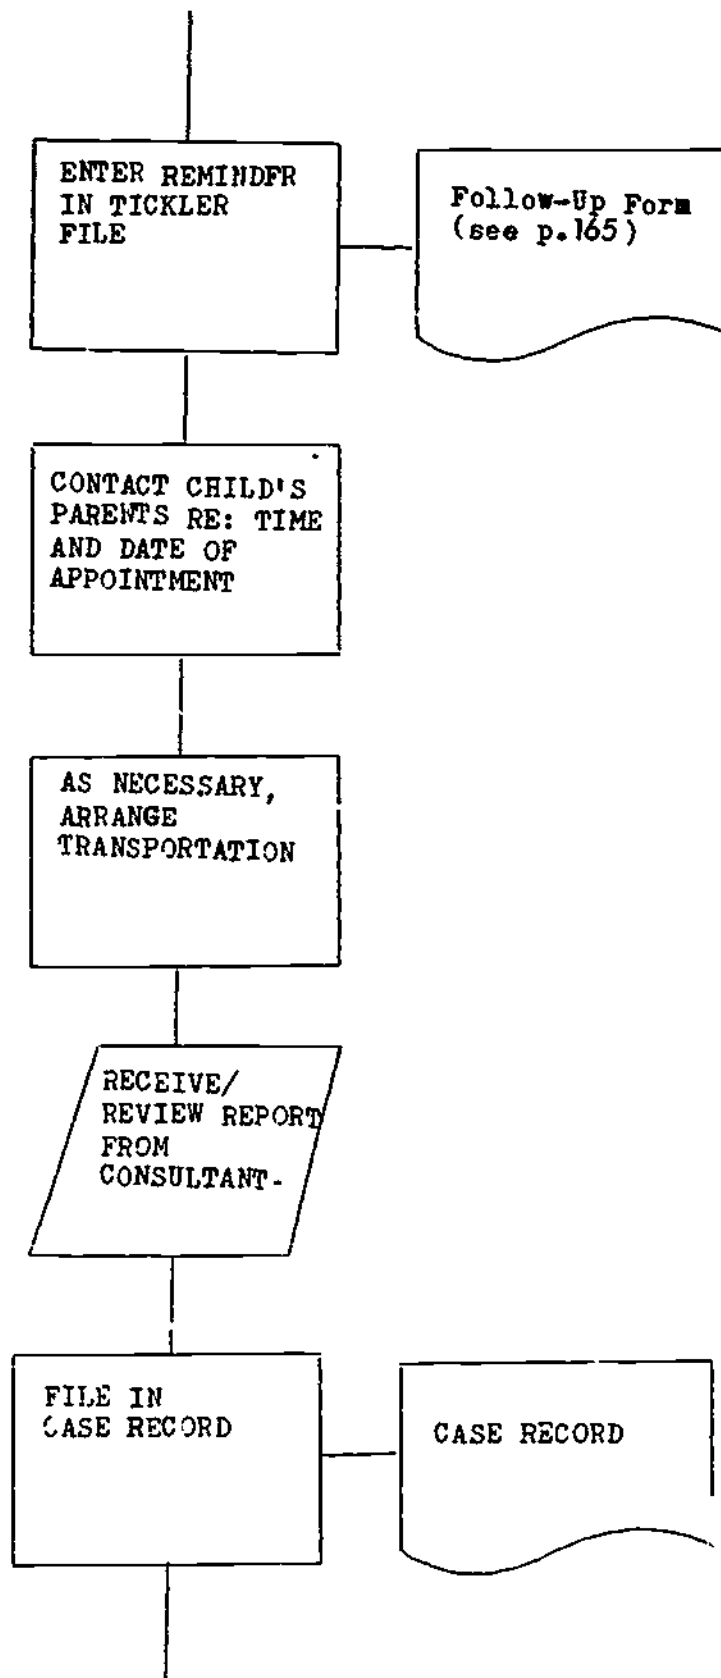 ENTER REMINDFR
IN TICKLER
FILE
Follow-Up Form
(see p.165)
CONTACT CHILD'S
PARENTS RE: TIME
AND DATE OF
APPOINTMENT
AS NECESSARY,
ARRANGE
TRANSPORTATION
RECEIVE/
REVIEW REPORT
FROM
CONSULTANT-
FILE IN
CASE RECORD
CASE RECORD